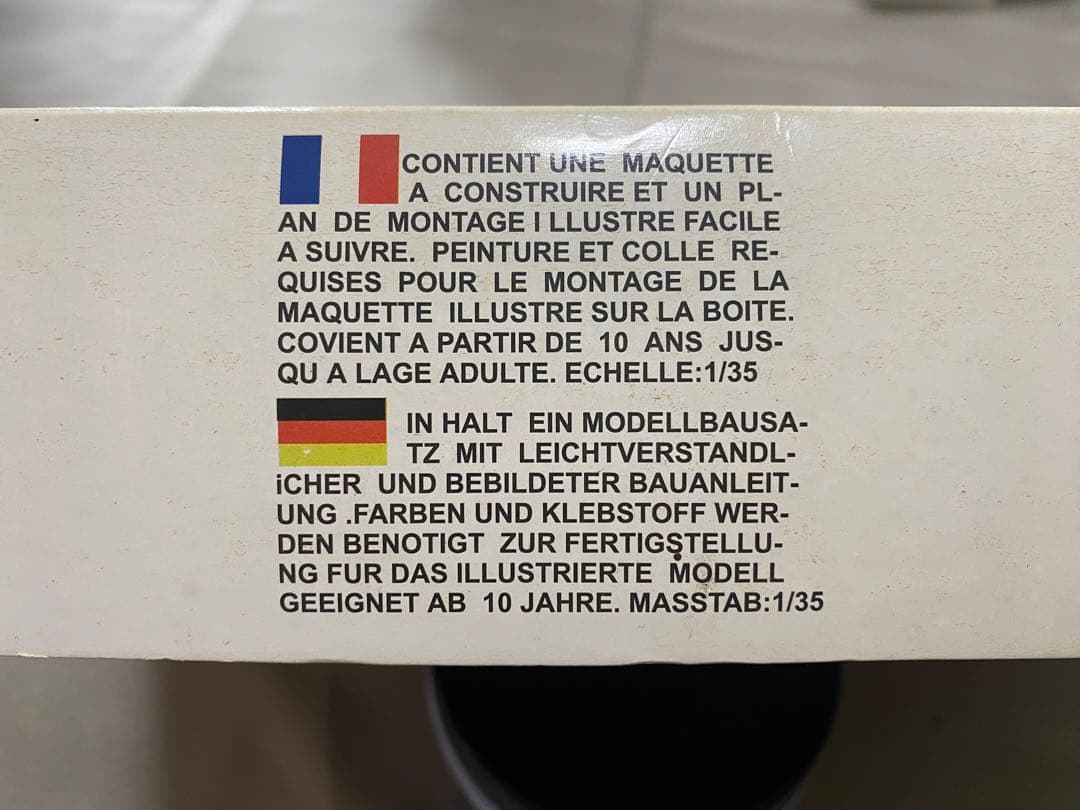 CONTIENT UNE MAQUETTE
A CONSTRUIRE ET UN PL-
AN DE MONTAGE I LLUSTRE FACILE
A SUIVRE. PEINTURE ET COLLE RE-
QUISES POUR LE MONTAGE DE LA
MAQUETTE ILLUSTRE SUR LA BOITE.
COVIENT A PARTIR DE 10 ANS JUS-
QU A LAGE ADULTE. ECHELLE:1/35
IN HALT EIN MODELLBAUSA-
TZ MIT LEICHTVERSTANDL-
iCHER UND BEBILDETER BAUANLEIT-
UNG .FARBEN UND KLEBSTOFF WER-
DEN BENOTIGT ZUR FERTIGSTELLU-
NG FUR DAS ILLUSTRIERTE MODELL
GEEIGNET AB 10 JAHRE. MASSTAB:1/35